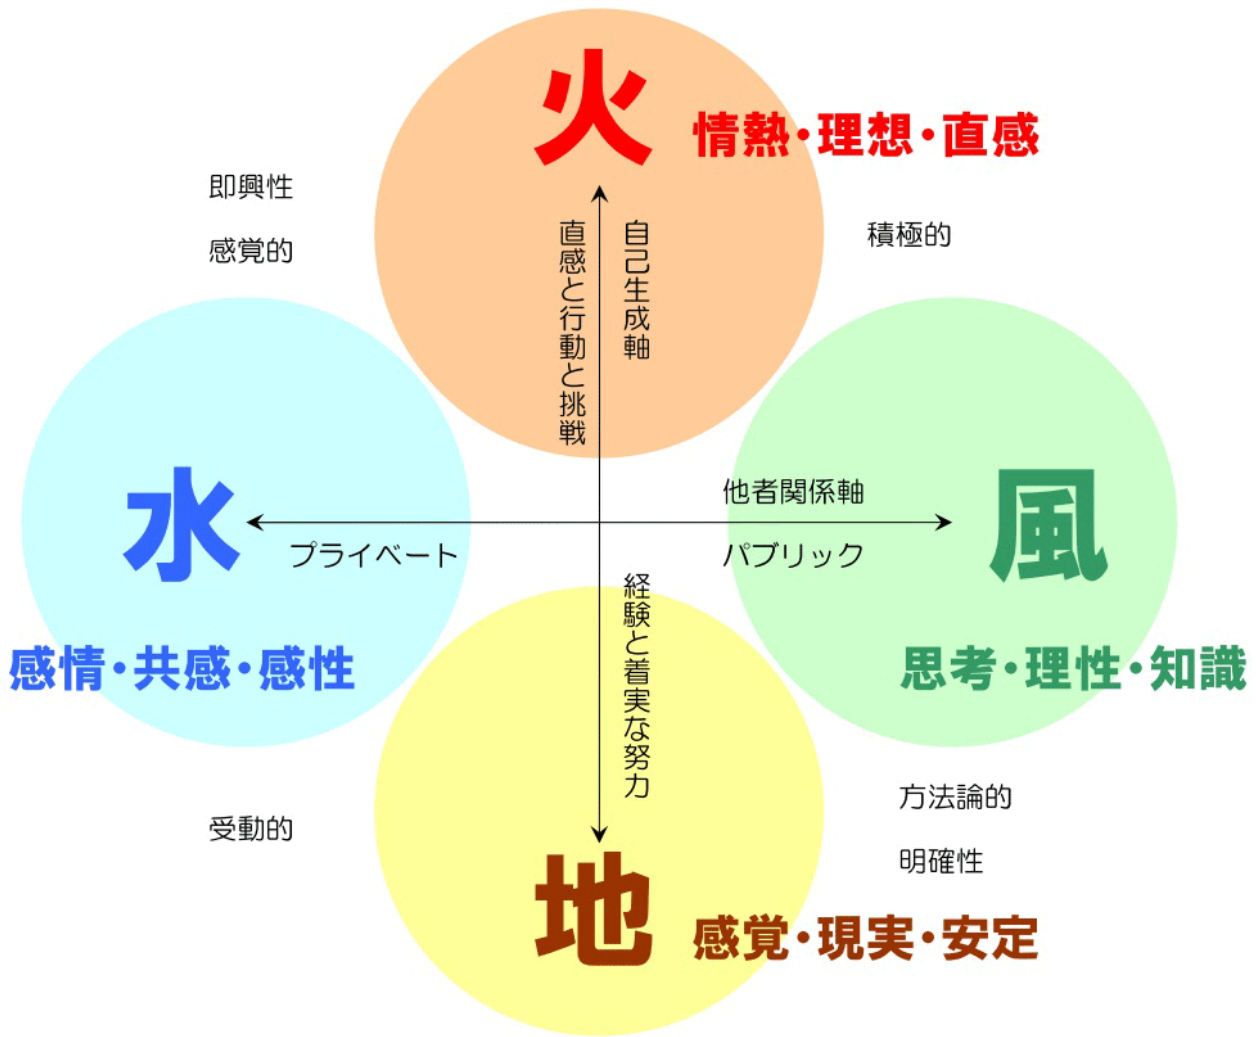 火
情熱・理想・直感
即興性
感覚的
積極的
自己生成軸
直感と行動と挑戦
水
風
他者関係軸
プライベート
パブリック
経験と着実な努力
感情・共感・感性
思考・理性・知識
受動的
方法論的
明確性
地
感覚・現実・安定